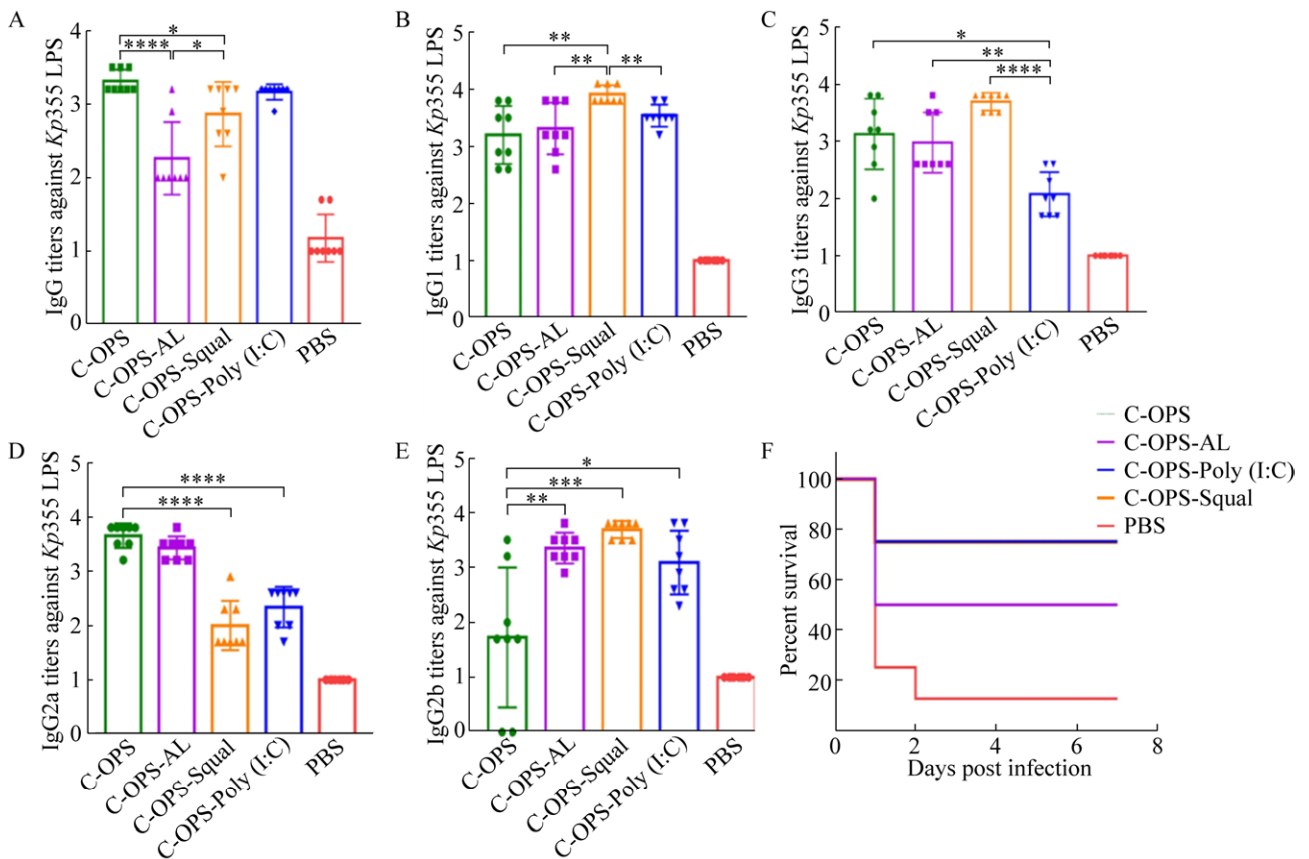 A
IgG titers against Kp355 LPS
4
3
2
1
0
*
****
*
C-OPS
C-OPS-AL
C-OPS-Squal
C-OPS-Poly (I:C)
PBS
B
IgG1 titers against Kp355 LPS
5
4
3
2
1
0
**
**
**
C-OPS
C-OPS-AL
C-OPS-Squal
C-OPS-Poly (I:C)
PBS
C
IgG3 titers against Kp355 LPS
5
4
3
2
1
0
*
**
****
C-OPS
C-OPS-AL
C-OPS-Squal
C-OPS-Poly (I:C)
PBS
D
IgG2a titers against Kp355 LPS
5
4
3
2
1
0
****
****
C-OPS
C-OPS-AL
C-OPS-Squal
C-OPS-Poly (I:C)
PBS
E
IgG2b titers against Kp355 LPS
5
4
3
2
1
0
*
***
**
C-OPS
C-OPS-AL
C-OPS-Squal
C-OPS-Poly (I:C)
PBS
F
C-OPS
C-OPS-AL
C-OPS-Poly (I:C)
C-OPS-Squal
PBS
Percent survival
100
80
60
40
20
0
2
4
6
8
Days post infection